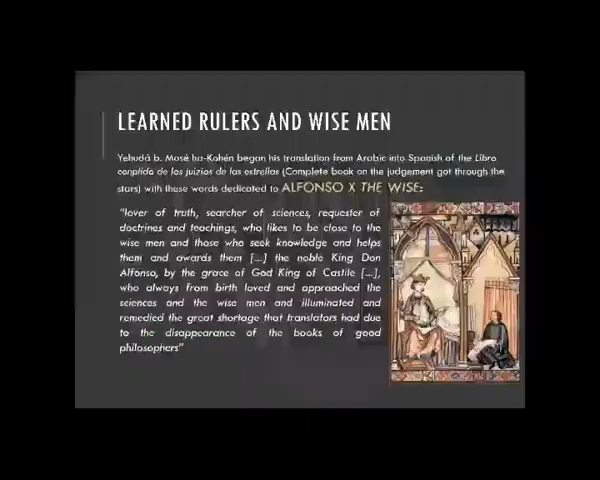 LEARNED RULERS AND WISE MEN
Yehudá b. Mosé ha-Kohén began his translation from Arabic into Spanish of the Libro
conplido de los juizios de las estrellas (Complete book on the judgement got through the
stars) with these words dedicated to ALFONSO X THE WISE:
"lover of truth, searcher of sciences, requester of
doctrines and teachings, who likes to be close to the
wise men and those who seek knowledge and helps
them and awards them [...] the noble King Don
Alfonso, by the grace of God King of Castile [...],
who always from birth loved and approached the
sciences and the wise men and illuminated and
remedied the great shortage that translators had due
to the disappearance of the books of good
philosophers"